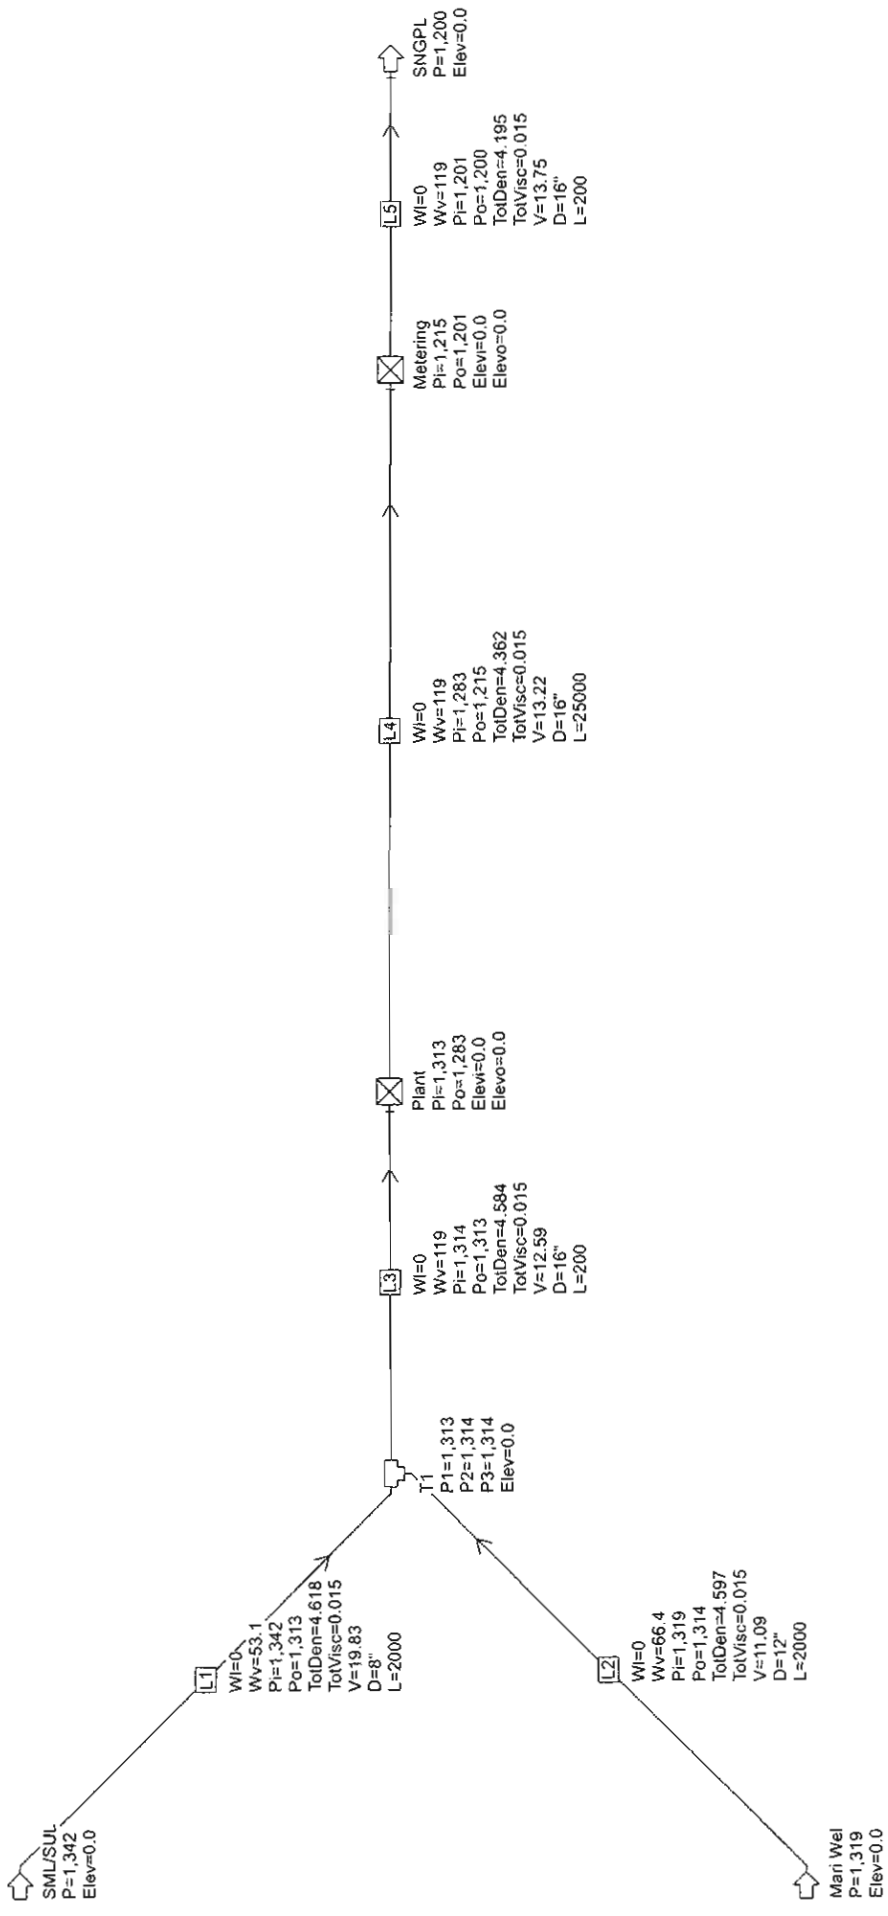 SML/SUL
P=1,342
Elev=0.0
L1
Wl=0
Wv=53.1
Pi=1,342
Po=1,313
TotDen=4.618
TotVisc=0.015
V=19.83
D=8"
L=2000
Mari Wel
P=1,319
Elev=0.0
L2
Wl=0
Wv=66.4
Pi=1,319
Po=1,314
TotDen=4.597
TotVisc=0.015
V=11.09
D=12"
L=2000
T1
P1=1,313
P2=1,314
P3=1,314
Elev=0.0
L3
Wl=0
Wv=119
Pi=1,314
Po=1,313
TotDen=4.584
TotVisc=0.015
V=12.59
D=16"
L=200
Plant
Pi=1,313
Po=1,283
Elevi=0.0
Elevo=0.0
L4
Wl=0
Wv=119
Pi=1,283
Po=1,215
TotDen=4.362
TotVisc=0.015
V=13.22
D=16"
L=25000
Metering
Pi=1,215
Po=1,201
Elevi=0.0
Elevo=0.0
L5
Wl=0
Wv=119
Pi=1,201
Po=1,200
TotDen=4.195
TotVisc=0.015
V=13.75
D=16"
L=200
SNGPL
P=1,200
Elev=0.0